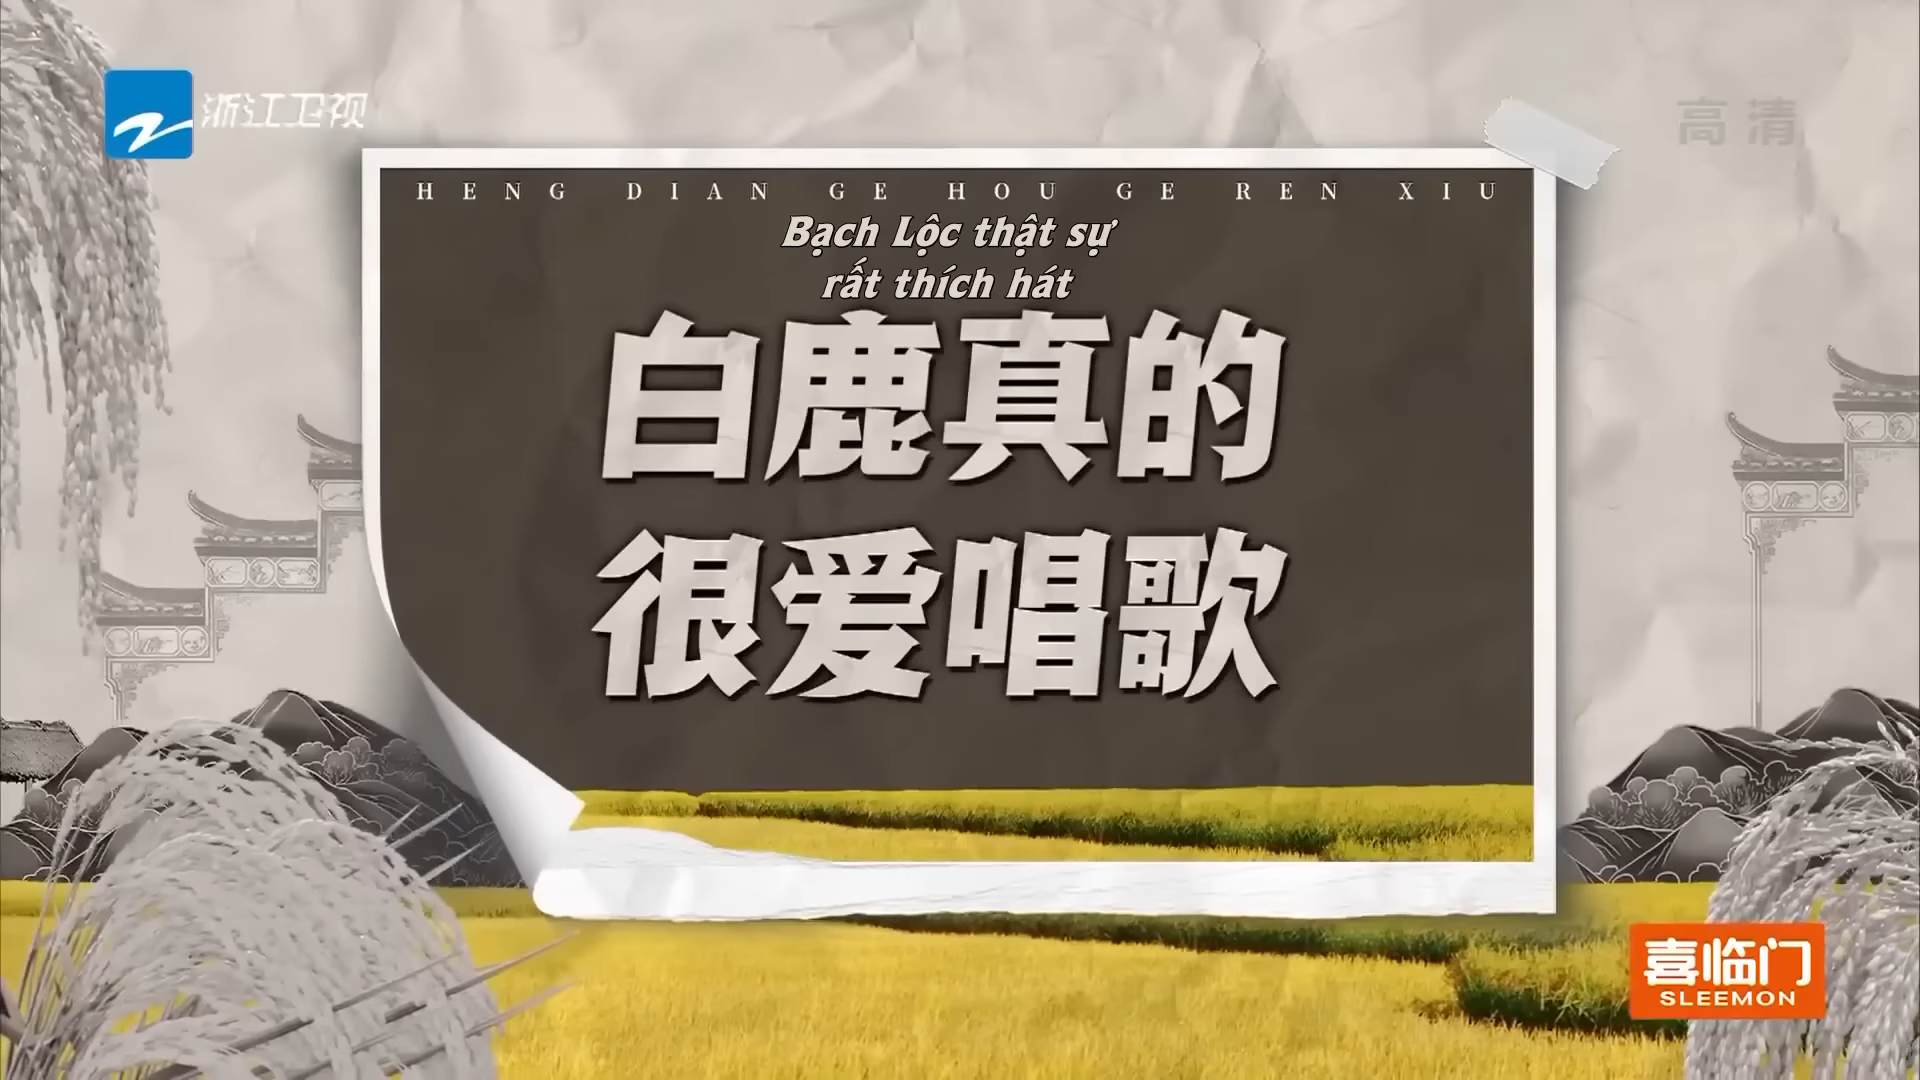 浙江卫视
高清
HENG DIAN GE HOU GE REN XIU
Bạch Lộc thật sự
rất thích hát
白鹿真的
很爱唱歌
喜临门
SLEEMON